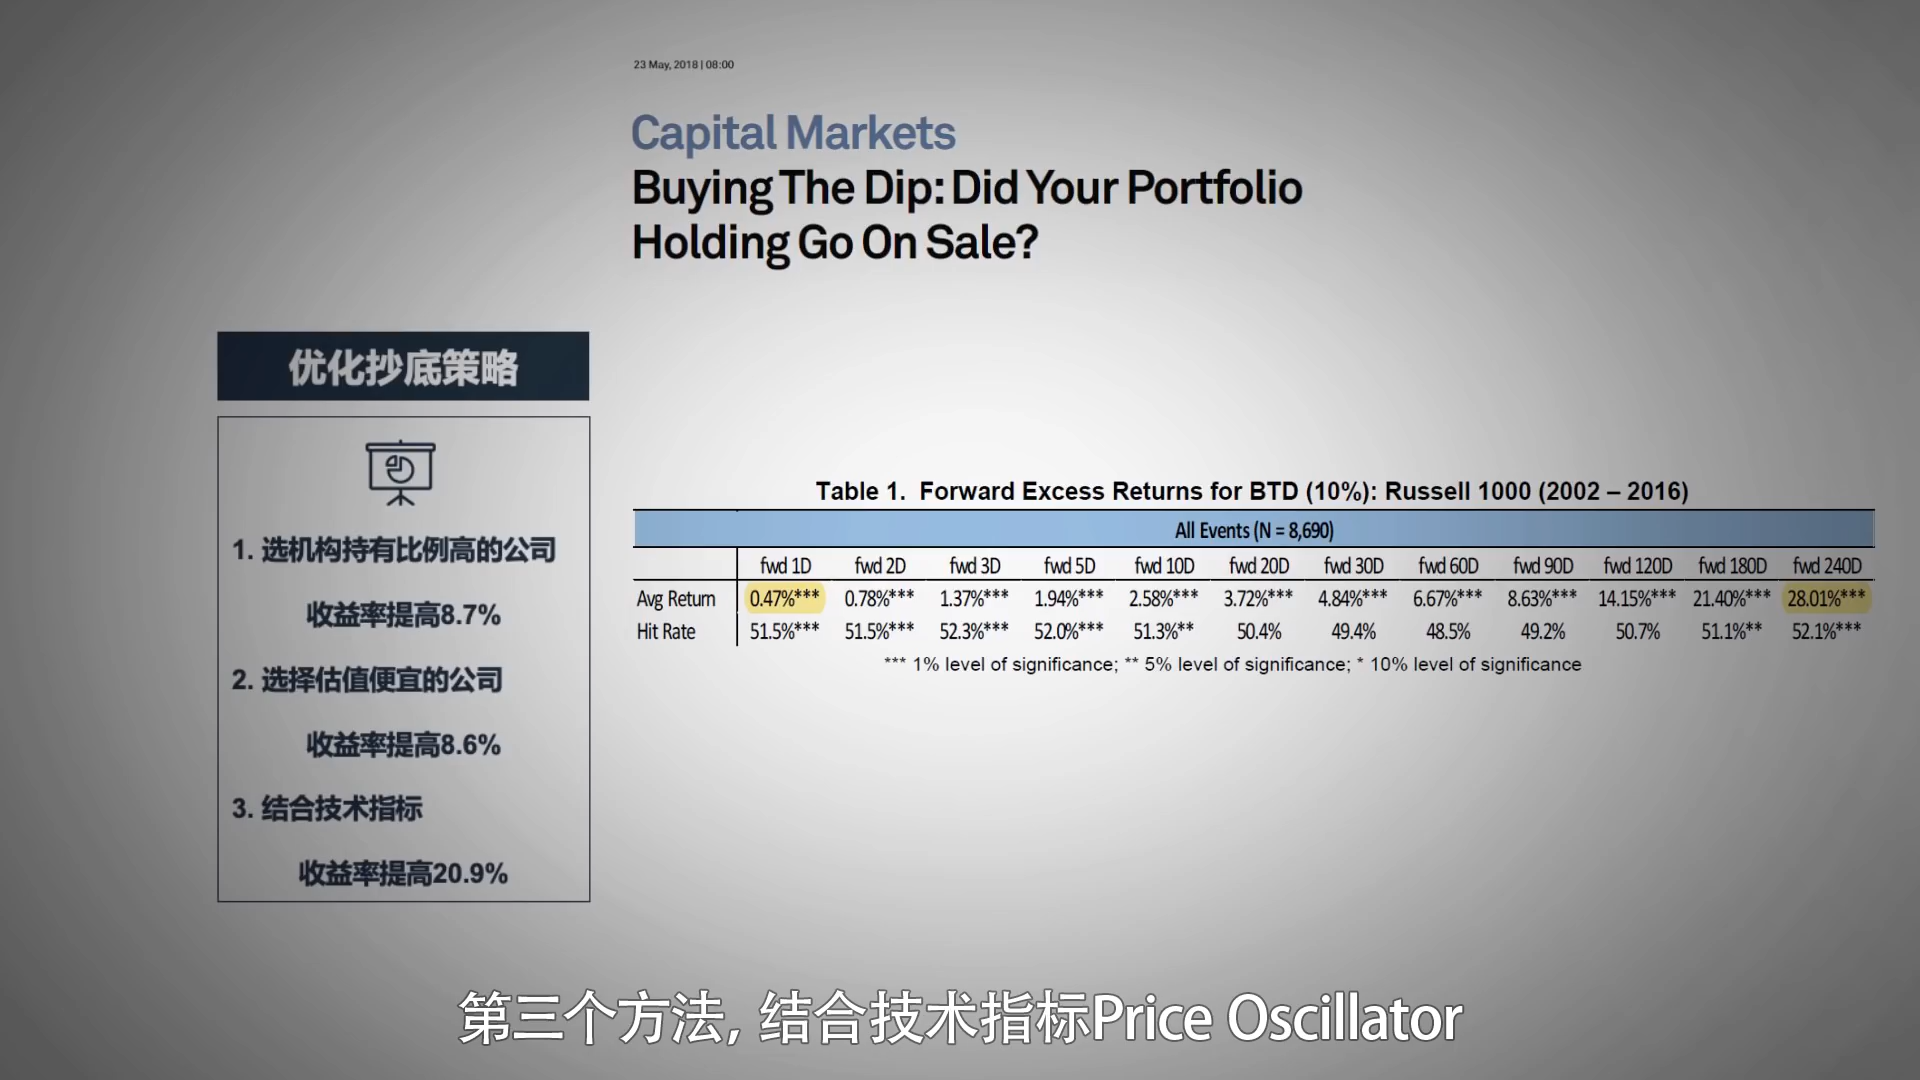 23 May, 2018 | 08:00
Capital Markets
Buying The Dip: Did Your Portfolio
Holding Go On Sale?
优化抄底策略
1. 选机构持有比例高的公司
收益率提高8.7%
2. 选择估值便宜的公司
收益率提高8.6%
3. 结合技术指标
收益率提高20.9%
Table 1. Forward Excess Returns for BTD (10%): Russell 1000 (2002 – 2016)
All Events (N = 8,690)
fwd 1D fwd 2D fwd 3D fwd 5D fwd 10D fwd 20D fwd 30D fwd 60D fwd 90D fwd 120D fwd 180D fwd 240D
Avg Return 0.47%*** 0.78%*** 1.37%*** 1.94%*** 2.58%*** 3.72%*** 4.84%*** 6.67%*** 8.63%*** 14.15%*** 21.40%*** 28.01%***
Hit Rate 51.5%*** 51.5%*** 52.3%*** 52.0%*** 51.3%** 50.4% 49.4% 48.5% 49.2% 50.7% 51.1%** 52.1%***
*** 1% level of significance; ** 5% level of significance; * 10% level of significance
第三个方法, 结合技术指标Price Oscillator